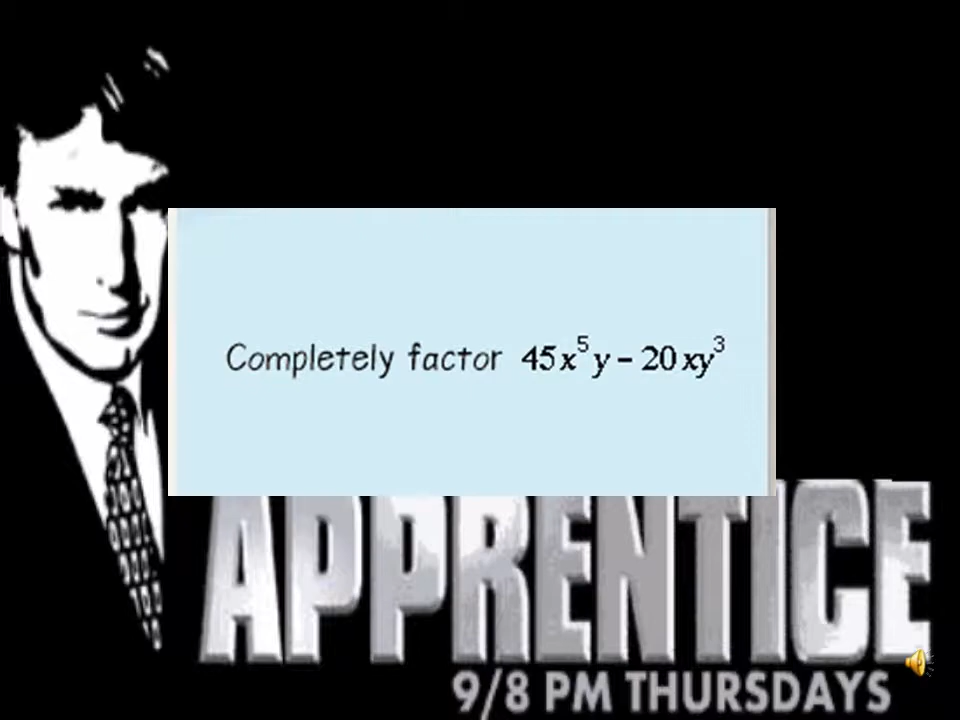 Completely factor 45x⁵y – 20xy³
APPRENTICE
9/8 PM THURSDAYS